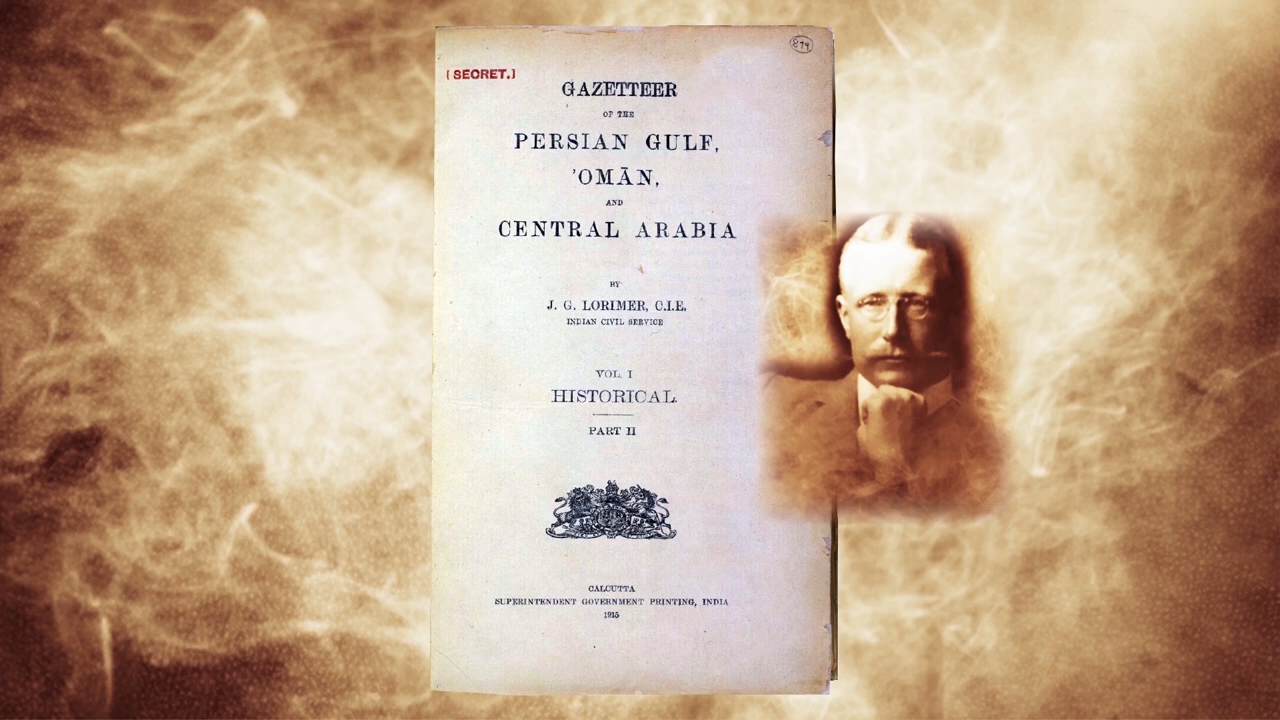 [SECRET.]
874
GAZETTEER
OF THE
PERSIAN GULF,
'OMĀN,
AND
CENTRAL ARABIA
BY
J. G. LORIMER, C.I.E.
INDIAN CIVIL SERVICE
VOL. I
HISTORICAL
PART II
CALCUTTA
SUPERINTENDENT GOVERNMENT PRINTING, INDIA
1915